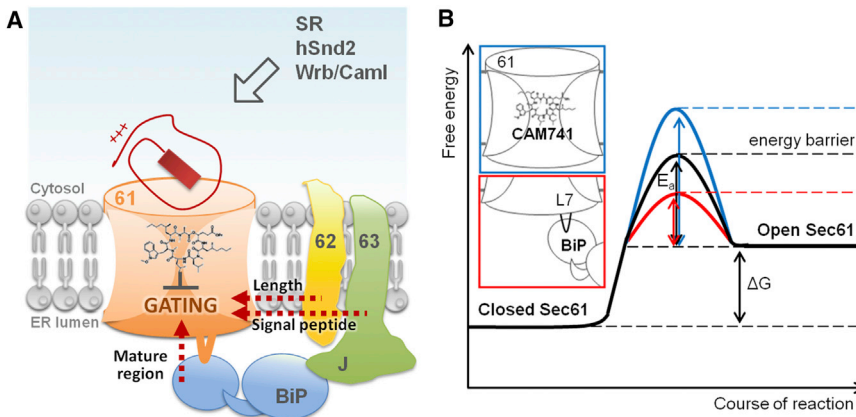 A
SR
hSnd2
Wrb/Caml
+++
Cytosol
61
62
63
Length
GATING
Signal peptide
ER lumen
Mature
region
J
BiP
B
Free energy
61
CAM741
L7
BiP
energy barrier
Ea
Open Sec61
ΔG
Closed Sec61
Course of reaction